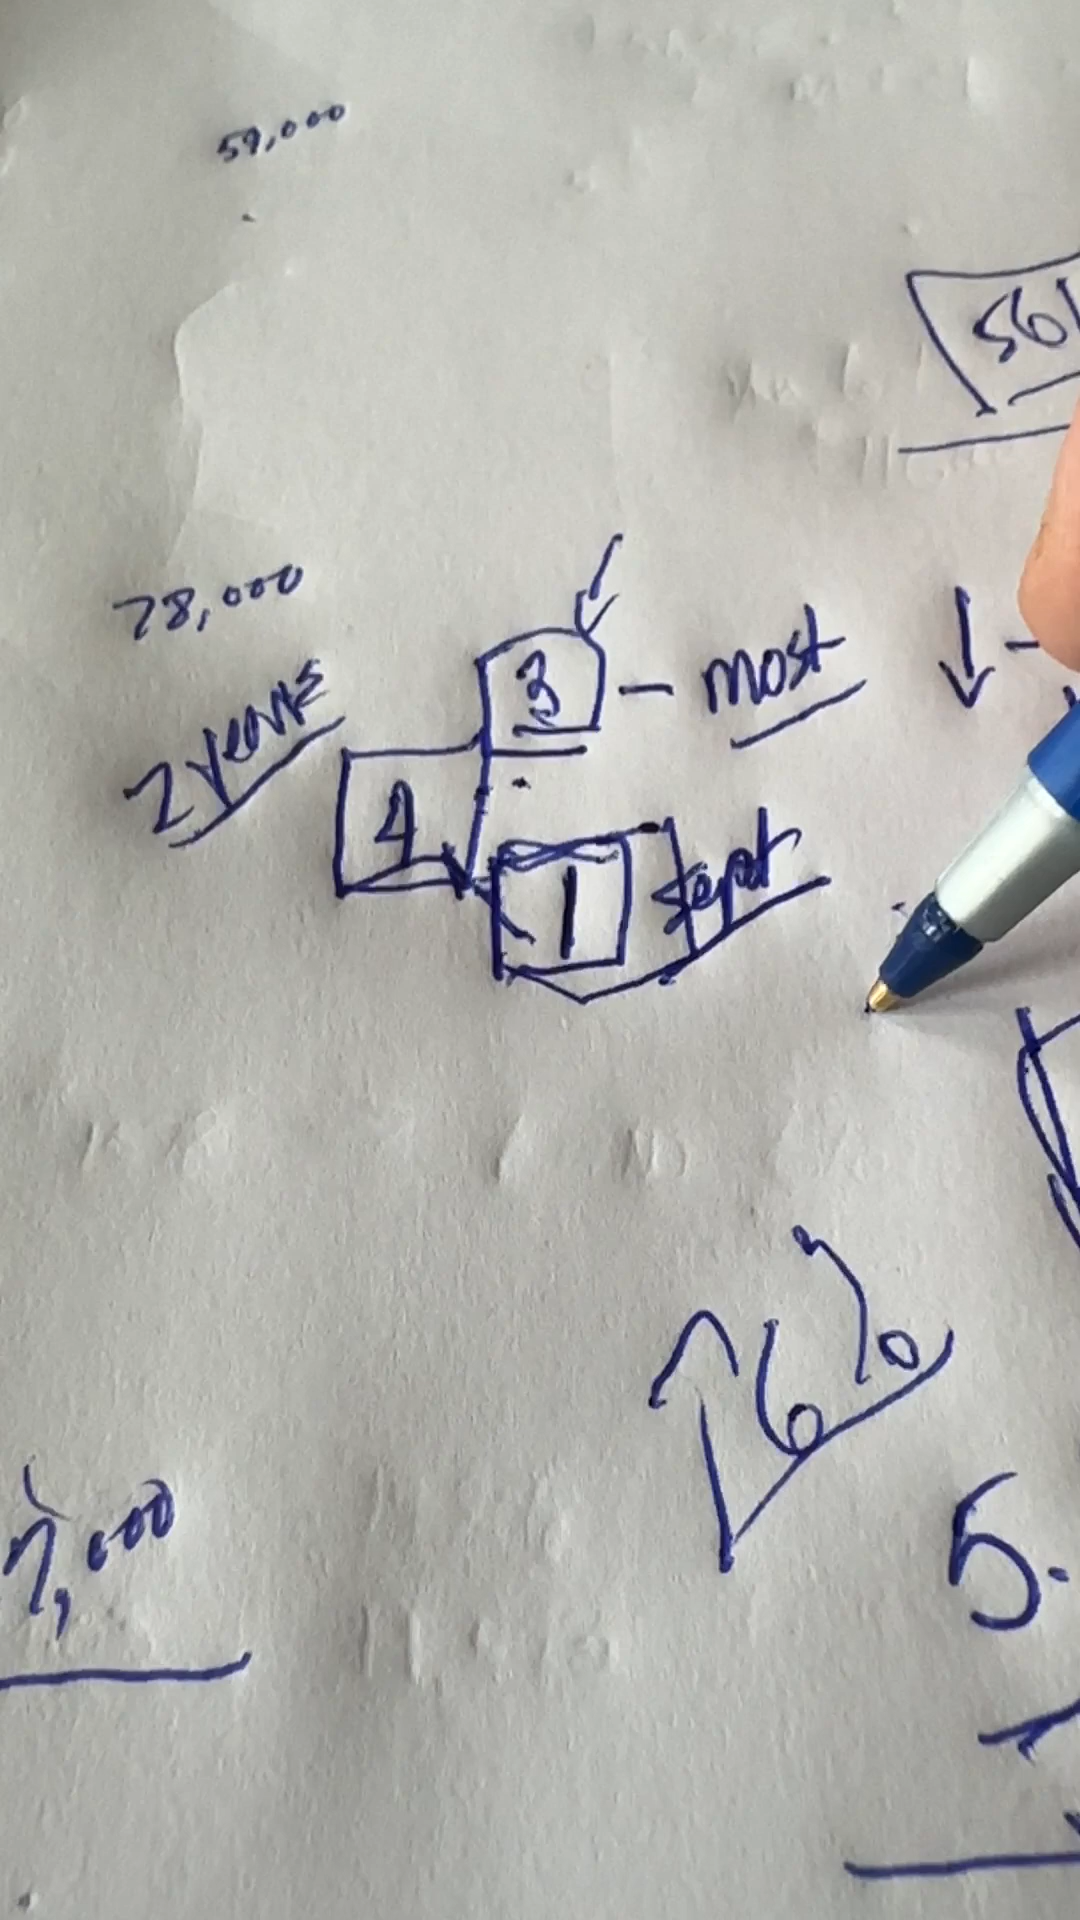 59,000
56
78,000
3 - most
2 years
4
1 Sept
6%
7,000
5.